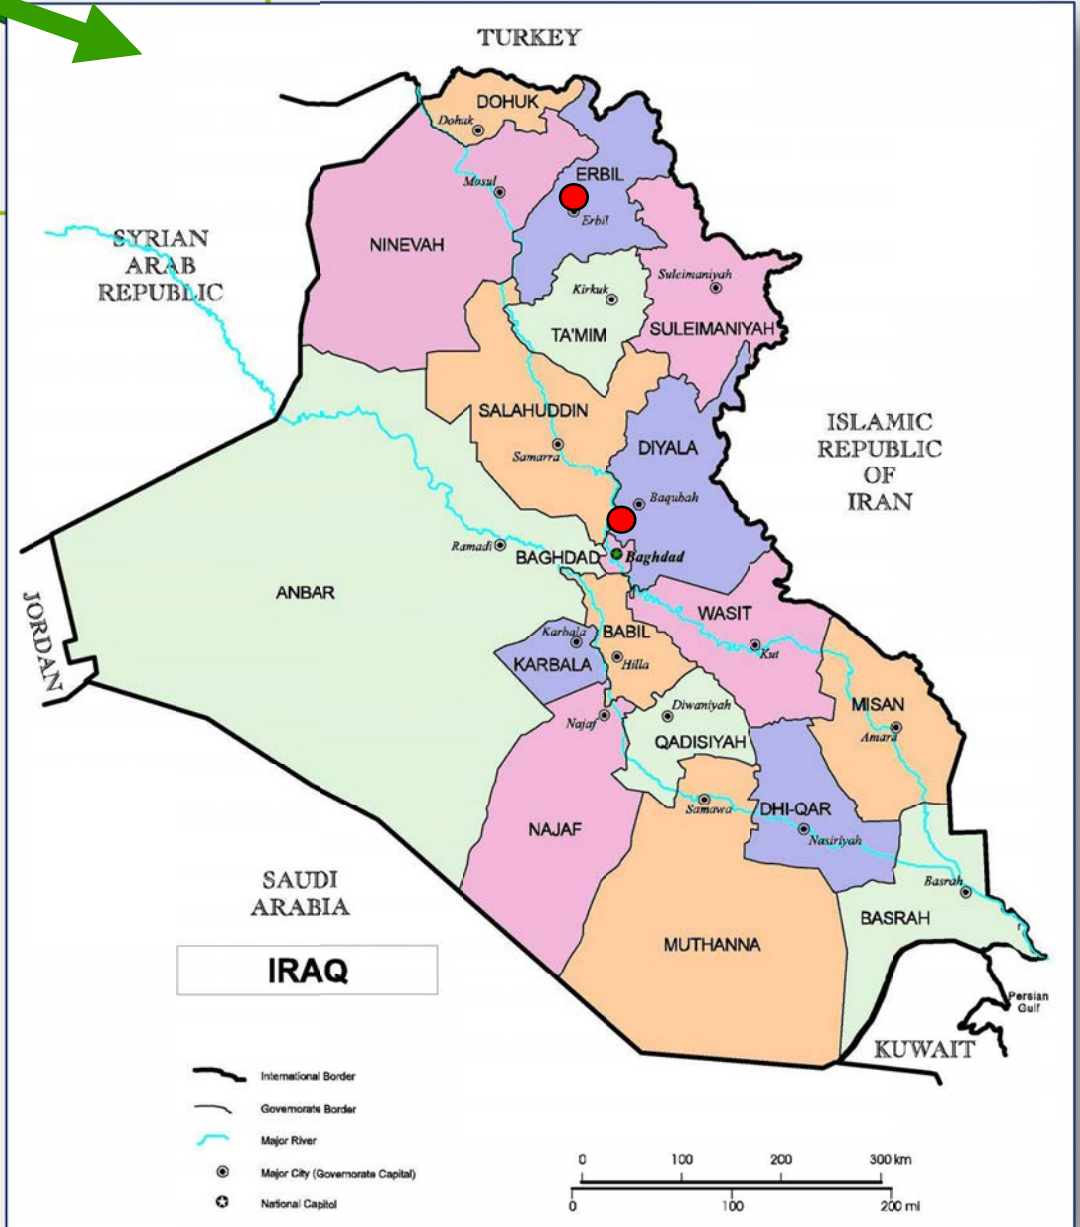 TURKEY
DOHUK
Dohuk
ERBIL
Mosul
Erbil
NINEVAH
SYRIAN
ARAB
REPUBLIC
Suleimaniyah
Kirkuk
TA'MIM
SULEIMANIYAH
SALAHUDDIN
ISLAMIC
REPUBLIC
OF
IRAN
DIYALA
Samarra
Baqubah
Ramadi
BAGHDAD
Baghdad
ANBAR
JORDAN
WASIT
Karbala
BABIL
Kut
KARBALA
Hilla
MISAN
Diwaniyah
Najaf
Amara
QADISIYAH
Samawa
DHI-QAR
NAJAF
Nasiriyah
SAUDI
ARABIA
Basrah
BASRAH
MUTHANNA
IRAQ
Persian
Gulf
KUWAIT
International Border
Governorate Border
Major River
Major City (Governorate Capital)
National Capitol
0 100 200 300 km
0 100 200 mi